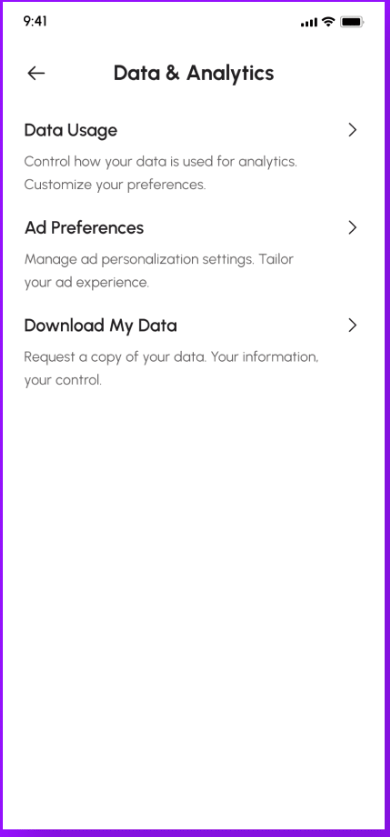 9:41
Data & Analytics
Data Usage
Control how your data is used for analytics.
Customize your preferences.
Ad Preferences
Manage ad personalization settings. Tailor
your ad experience.
Download My Data
Request a copy of your data. Your information,
your control.